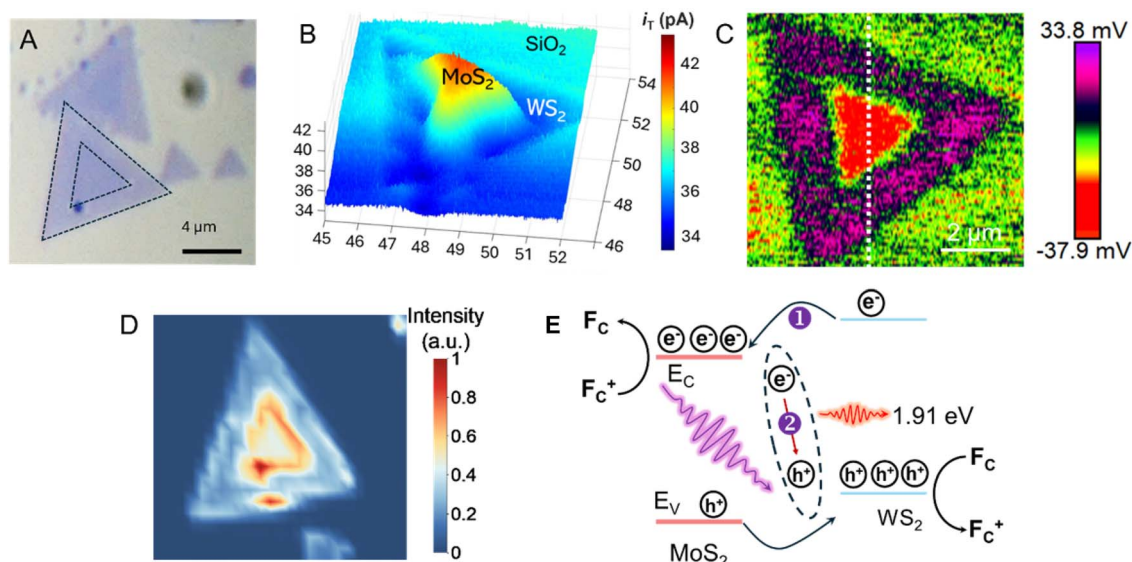 A
4 μm
B
iT (pA)
SiO2
MoS2
WS2
42
40
38
36
34
42
40
38
36
34
45
46
47
48
49
50
51
52
46
48
50
52
54
C
33.8 mV
-37.9 mV
2 μm
D
Intensity
(a.u.)
1
0.8
0.6
0.4
0.2
0
E
FC
FC+
e- e- e-
EC
1
e-
e-
2
h+
1.91 eV
h+ h+ h+
WS2
FC
FC+
EV h+
MoS2